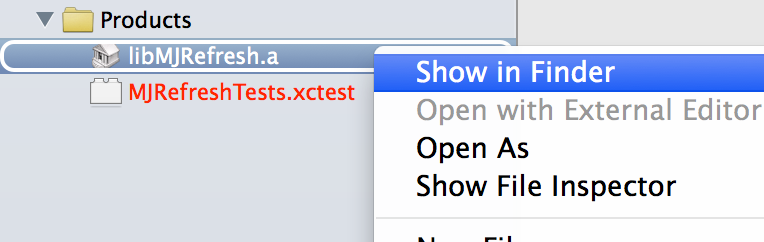 Products
libMJRefresh.a
Show in Finder
MJRefreshTests.xctest
Open with External Editor
Open As
Show File Inspector